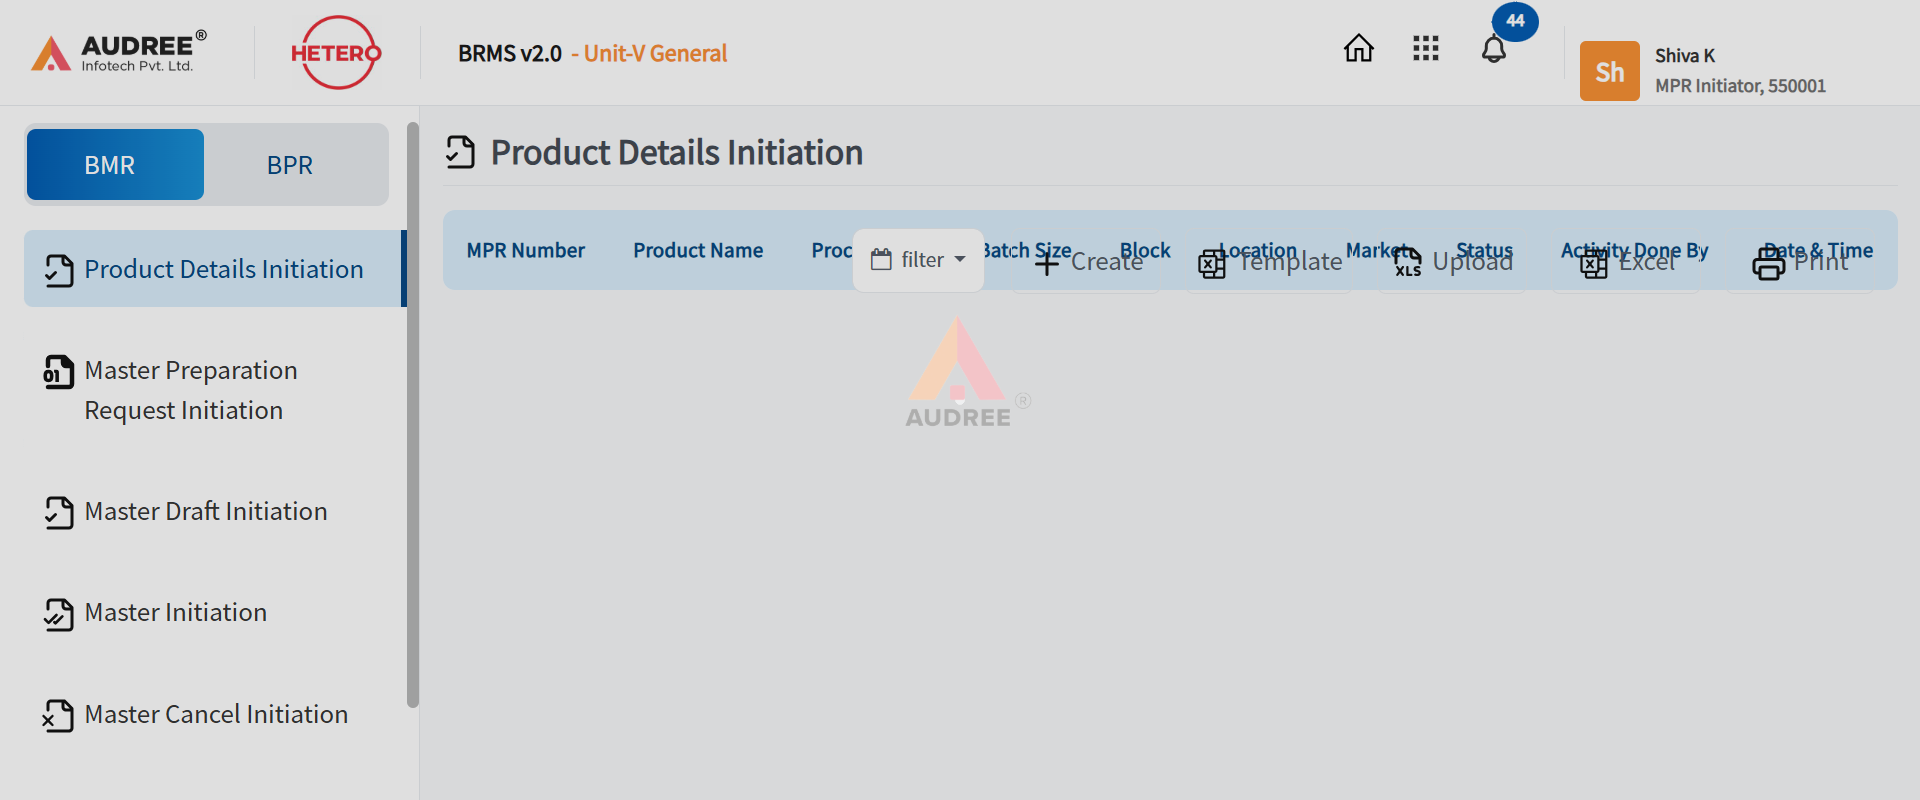 AUDREE®
Infotech Pvt. Ltd.
HETERO
BRMS v2.0 - Unit-V General
44
Sh
Shiva K
MPR Initiator, 550001
BMR
BPR
Product Details Initiation
Master Preparation
Request Initiation
Master Draft Initiation
Master Initiation
Master Cancel Initiation
Product Details Initiation
MPR Number Product Name Proc Batch Size Block Location Market Status Activity Done By Date & Time
filter Create Template Upload Excel Print
AUDREE®